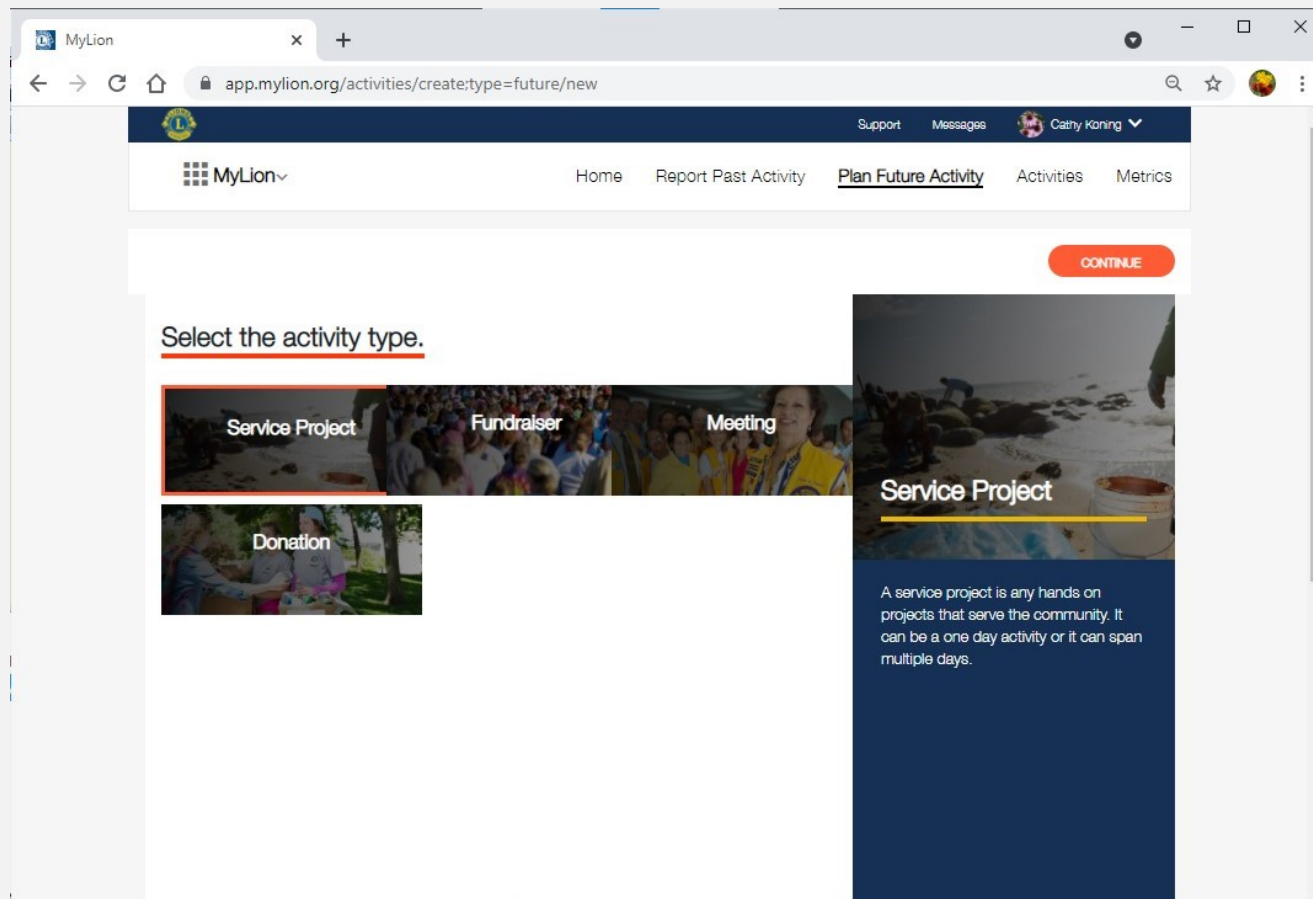 MyLion
app.mylion.org/activities/create;type=future/new
L
Support Messages Cathy Koning
MyLion Home Report Past Activity Plan Future Activity Activities Metrics
CONTINUE
Select the activity type.
Service Project Fundraiser Meeting
Donation
Service Project
A service project is any hands on
projects that serve the community. It
can be a one day activity or it can span
multiple days.